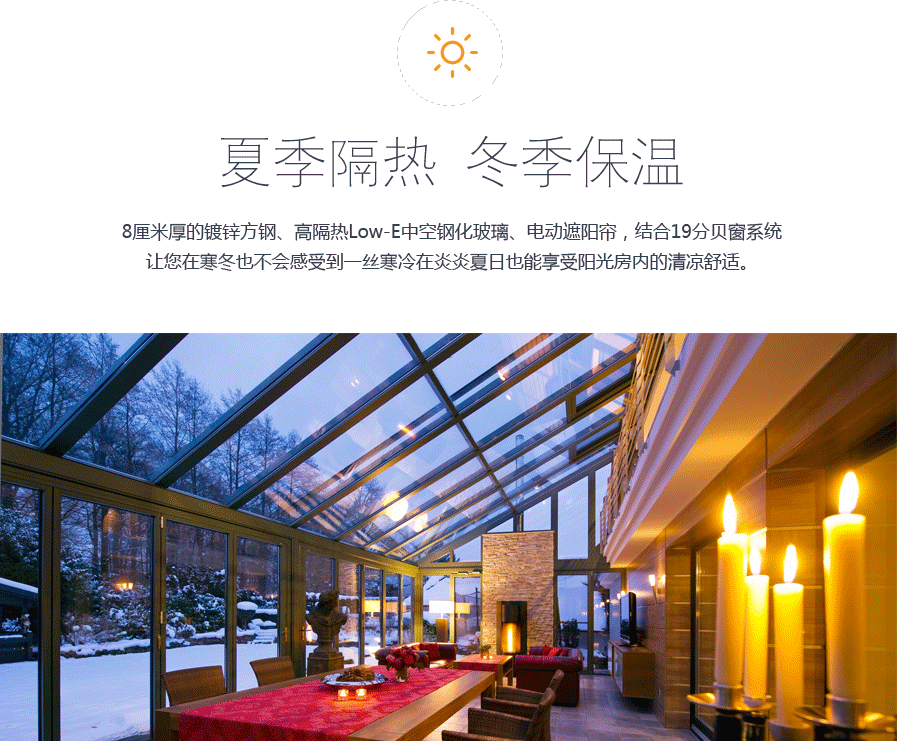 夏季隔热 冬季保温
8厘米厚的镀锌方钢、高隔热Low-E中空钢化玻璃、电动遮阳帘，结合19分贝窗系统
让您在寒冬也不会感受到一丝寒冷在炎炎夏日也能享受阳光房内的清凉舒适。